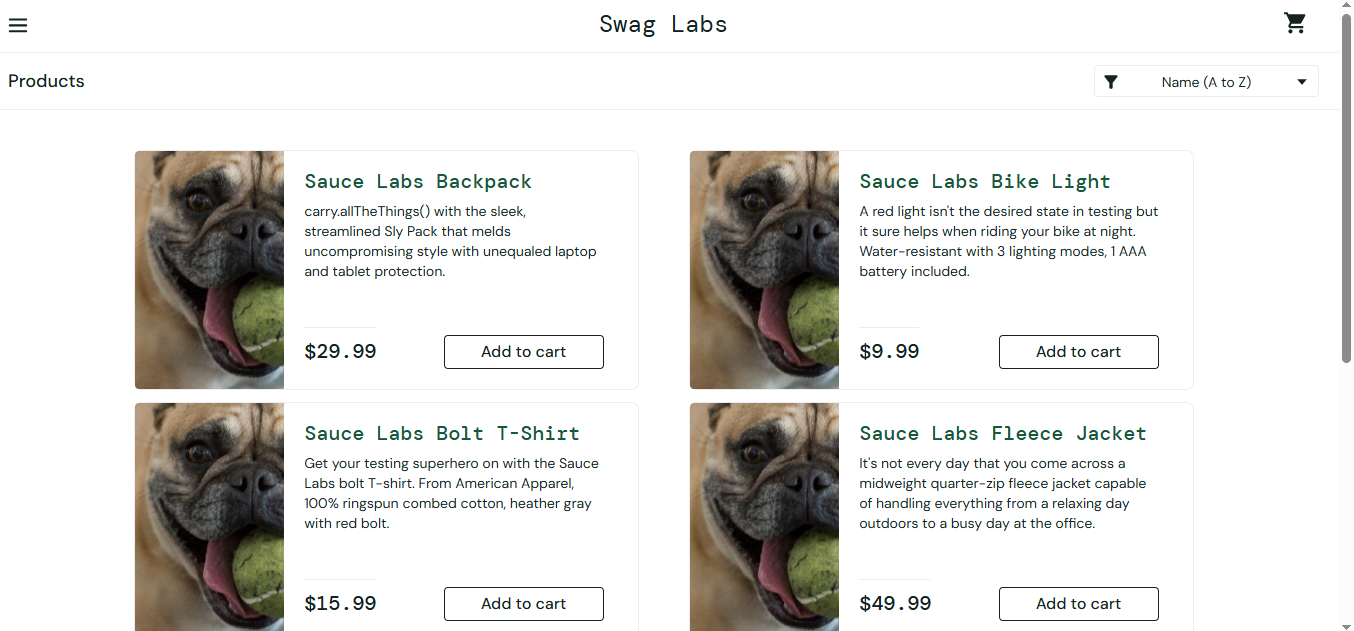 Swag Labs
Products
Name (A to Z)
Sauce Labs Backpack
carry.allTheThings() with the sleek,
streamlined Sly Pack that melds
uncompromising style with unequaled laptop
and tablet protection.
$29.99
Add to cart
Sauce Labs Bike Light
A red light isn't the desired state in testing but
it sure helps when riding your bike at night.
Water-resistant with 3 lighting modes, 1 AAA
battery included.
$9.99
Add to cart
Sauce Labs Bolt T-Shirt
Get your testing superhero on with the Sauce
Labs bolt T-shirt. From American Apparel,
100% ringspun combed cotton, heather gray
with red bolt.
$15.99
Add to cart
Sauce Labs Fleece Jacket
It's not every day that you come across a
midweight quarter-zip fleece jacket capable
of handling everything from a relaxing day
outdoors to a busy day at the office.
$49.99
Add to cart